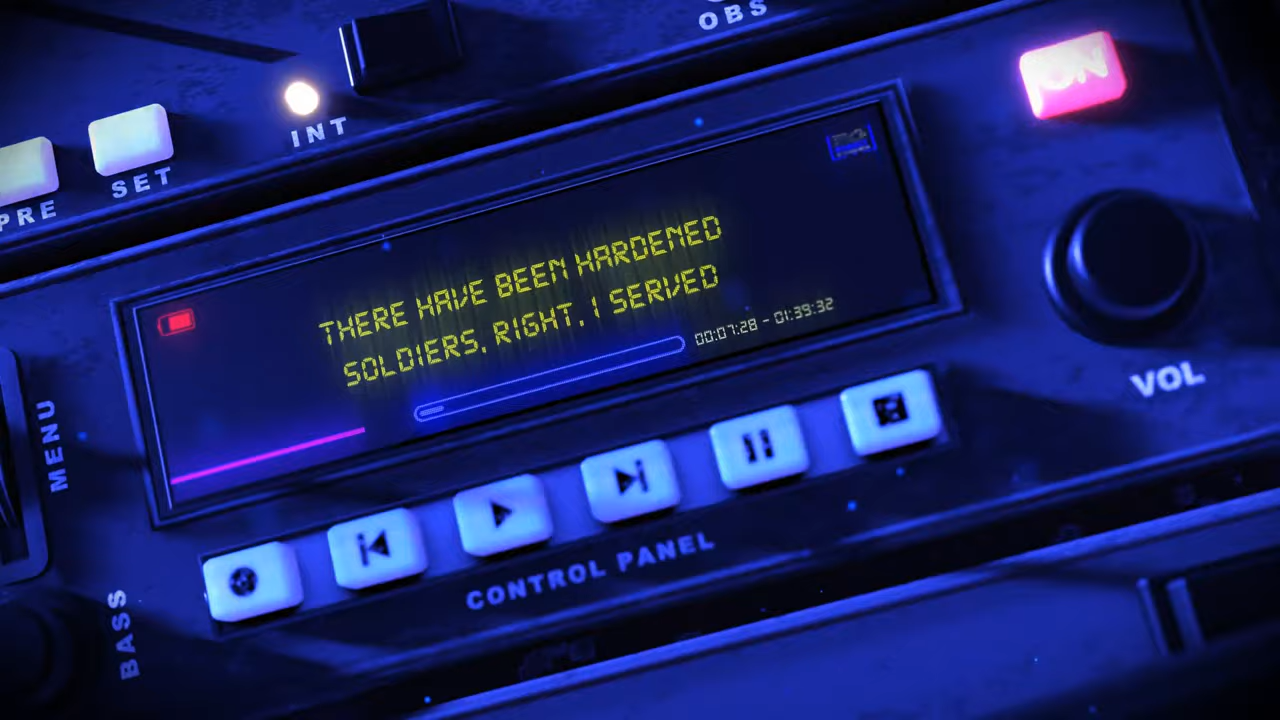 OBS
ON
INT
SET
PRE
THERE HAVE BEEN HARDENED
SOLDIERS, RIGHT, I SERVED
00:07:28 - 01:39:32
VOL
MENU
CONTROL PANEL
BASS